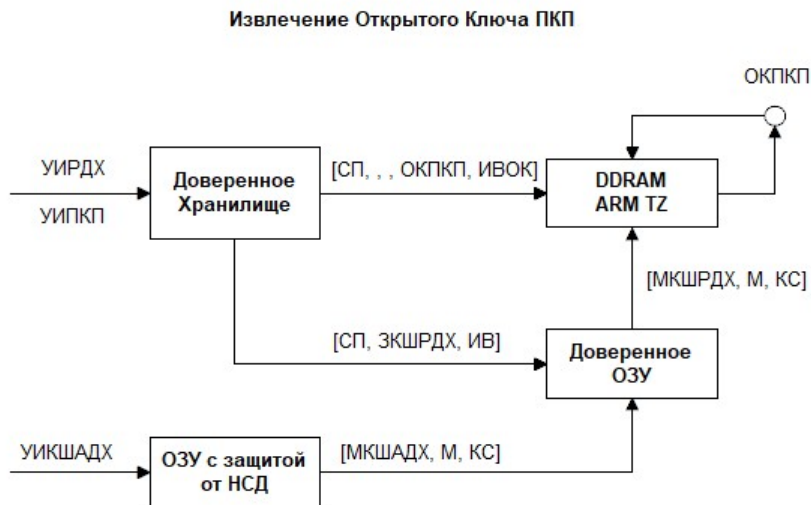 Извлечение Открытого Ключа ПКП
ОКПКП
УИРДХ
УИПКП
Доверенное
Хранилище
[СП, , , ОКПКП, ИВОК]
DDRAM
ARM TZ
[МКШРДХ, М, КС]
[СП, ЗКШРДХ, ИВ]
Доверенное
ОЗУ
УИКШАДХ
ОЗУ с защитой
от НСД
[МКШАДХ, М, КС]